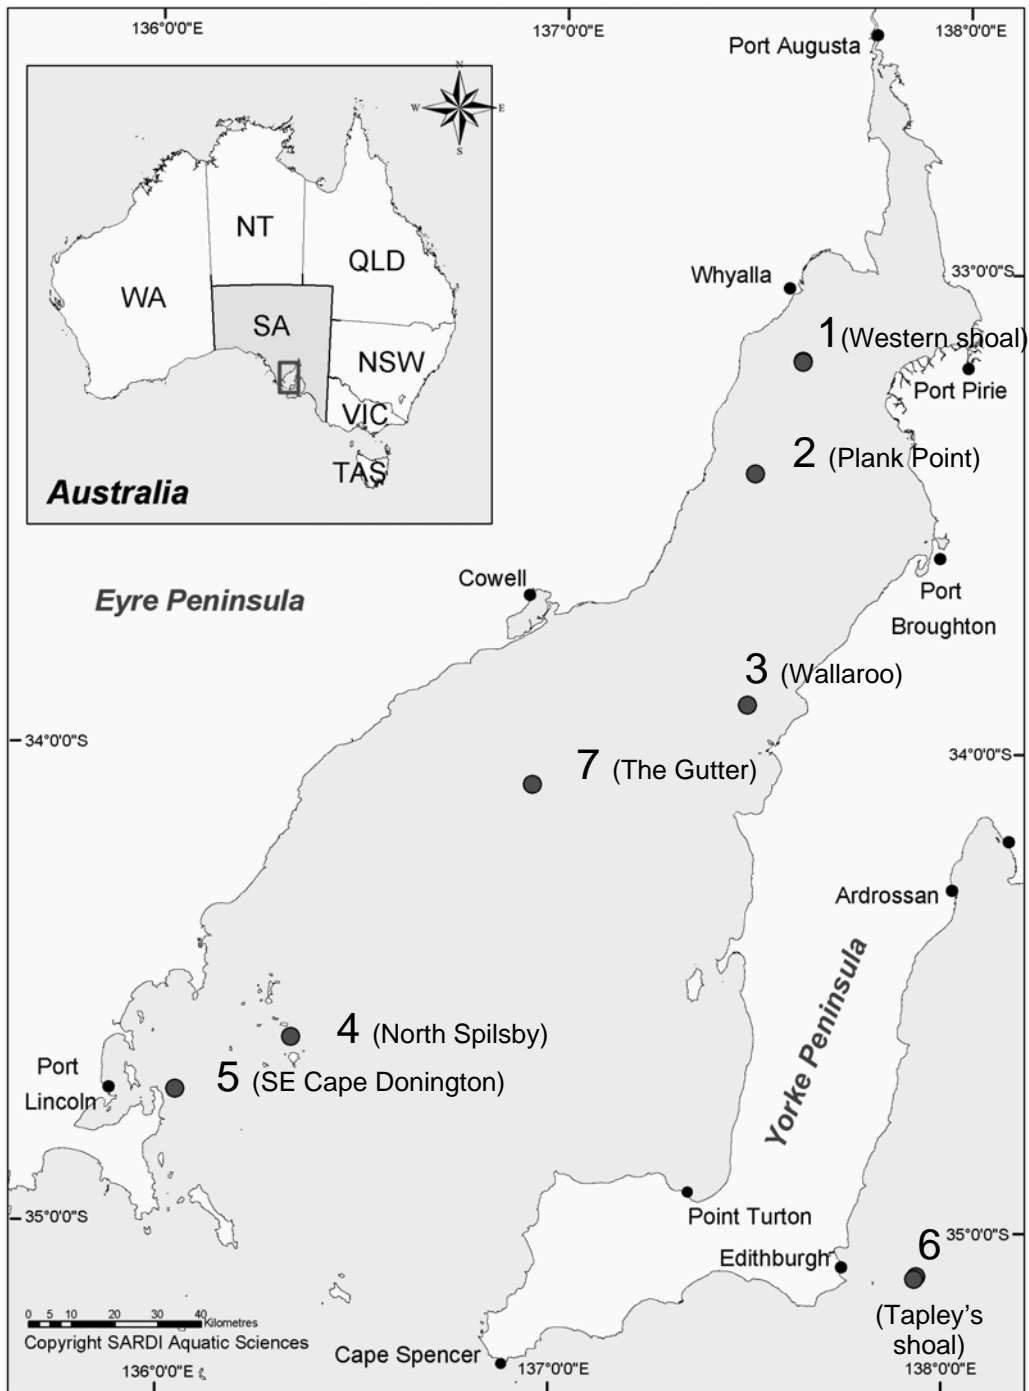 136°0'0"E
137°0'0"E
138°0'0"E
Port Augusta
N
W
E
S
NT
QLD
WA
SA
NSW
VIC
TAS
Australia
Whyalla
33°0'0"S
1 (Western shoal)
Port Pirie
2 (Plank Point)
Cowell
Eyre Peninsula
Port
Broughton
3 (Wallaroo)
34°0'0"S
34°0'0"S
7 (The Gutter)
Ardrossan
Yorke Peninsula
4 (North Spilsby)
Port
Lincoln
5 (SE Cape Donington)
Point Turton
35°0'0"S
35°0'0"S
6
Edithburgh
(Tapley's
shoal)
0 5 10 20 30 40
Kilometres
Copyright SARDI Aquatic Sciences
Cape Spencer
136°0'0"E
137°0'0"E
138°0'0"E